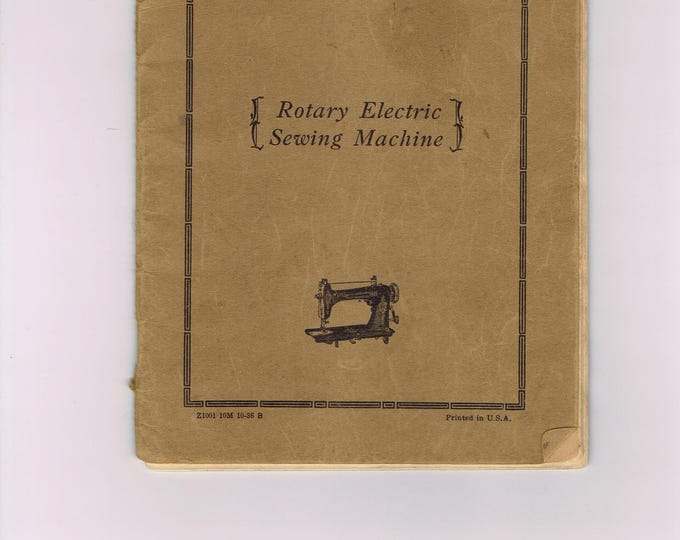 Rotary Electric
Sewing Machine
Z1001 10M 10-36 B
Printed in U.S.A.